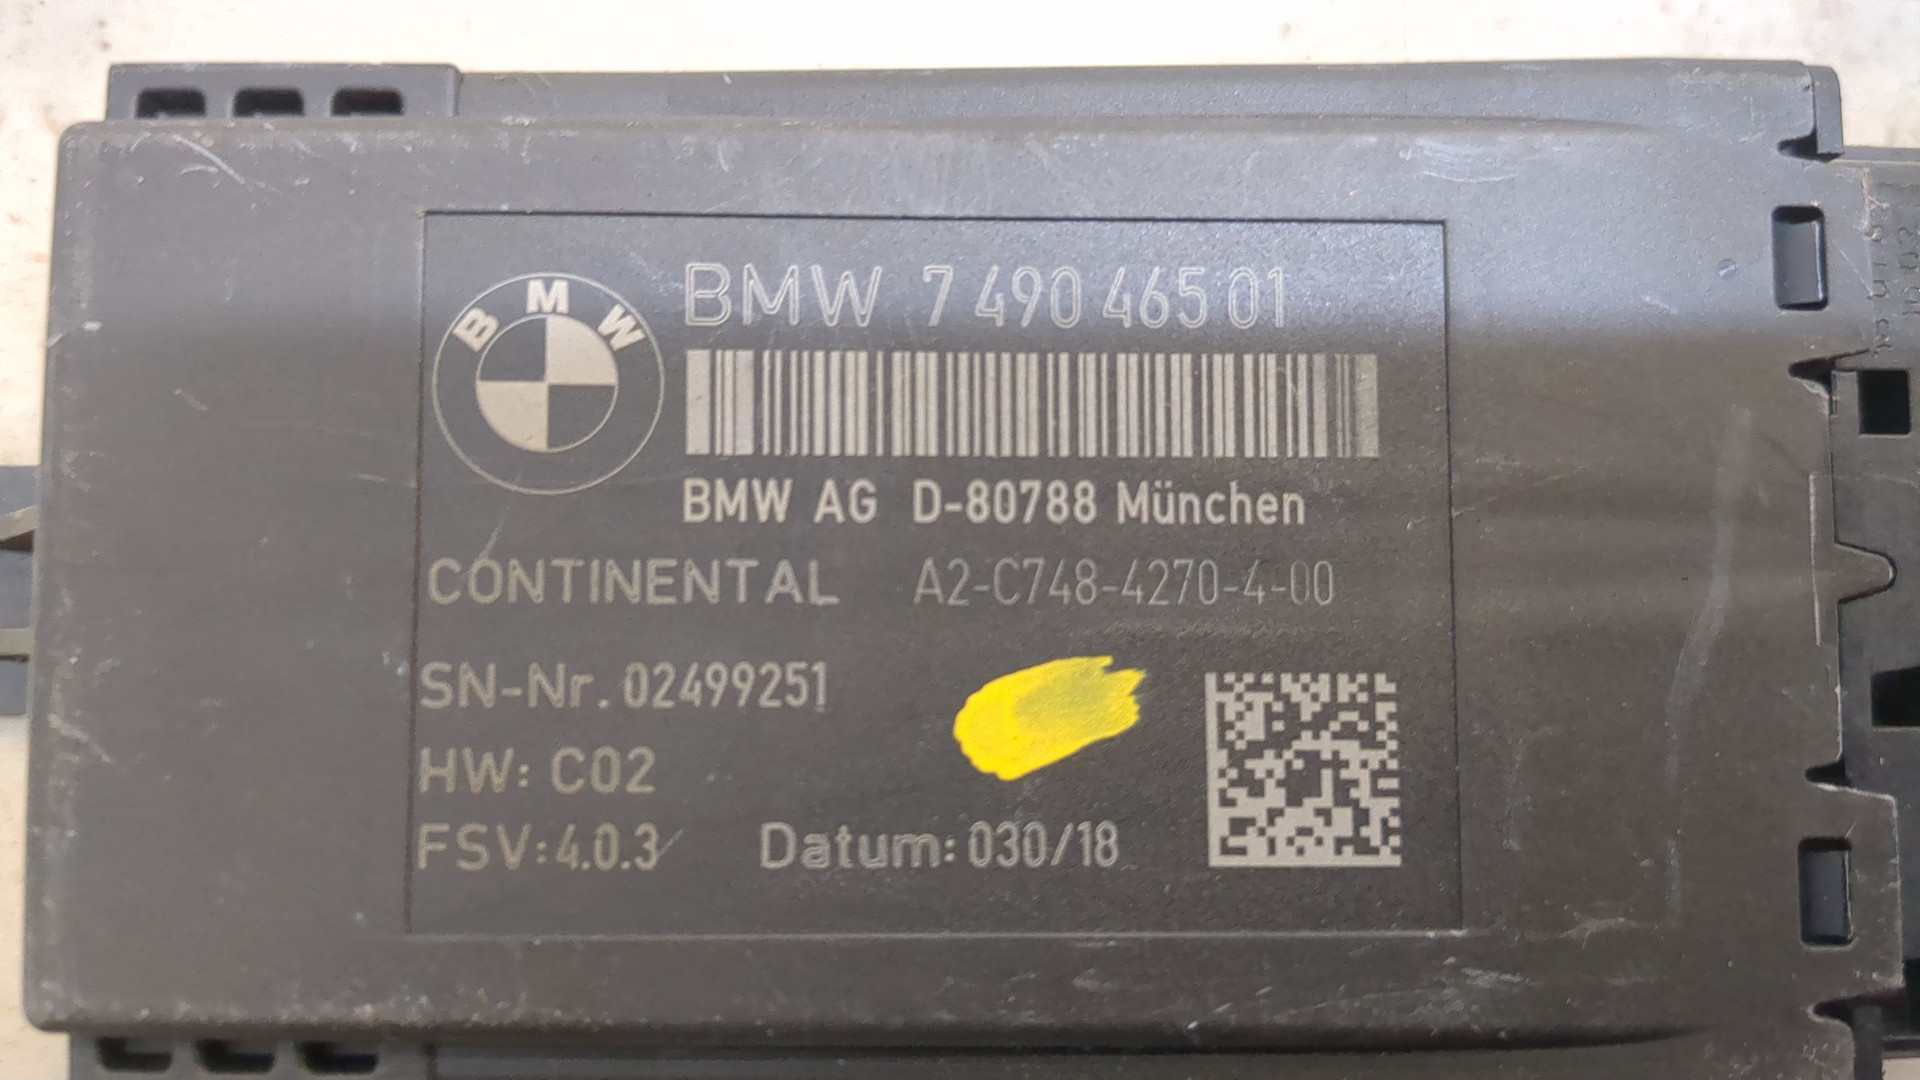 BMW
BMW 7 490 465 01
BMW AG D-80788 München
CONTINENTAL A2-C748-4270-4-00
SN-Nr. 02499251
HW: C02
FSV: 4.0.3 Datum: 030/18